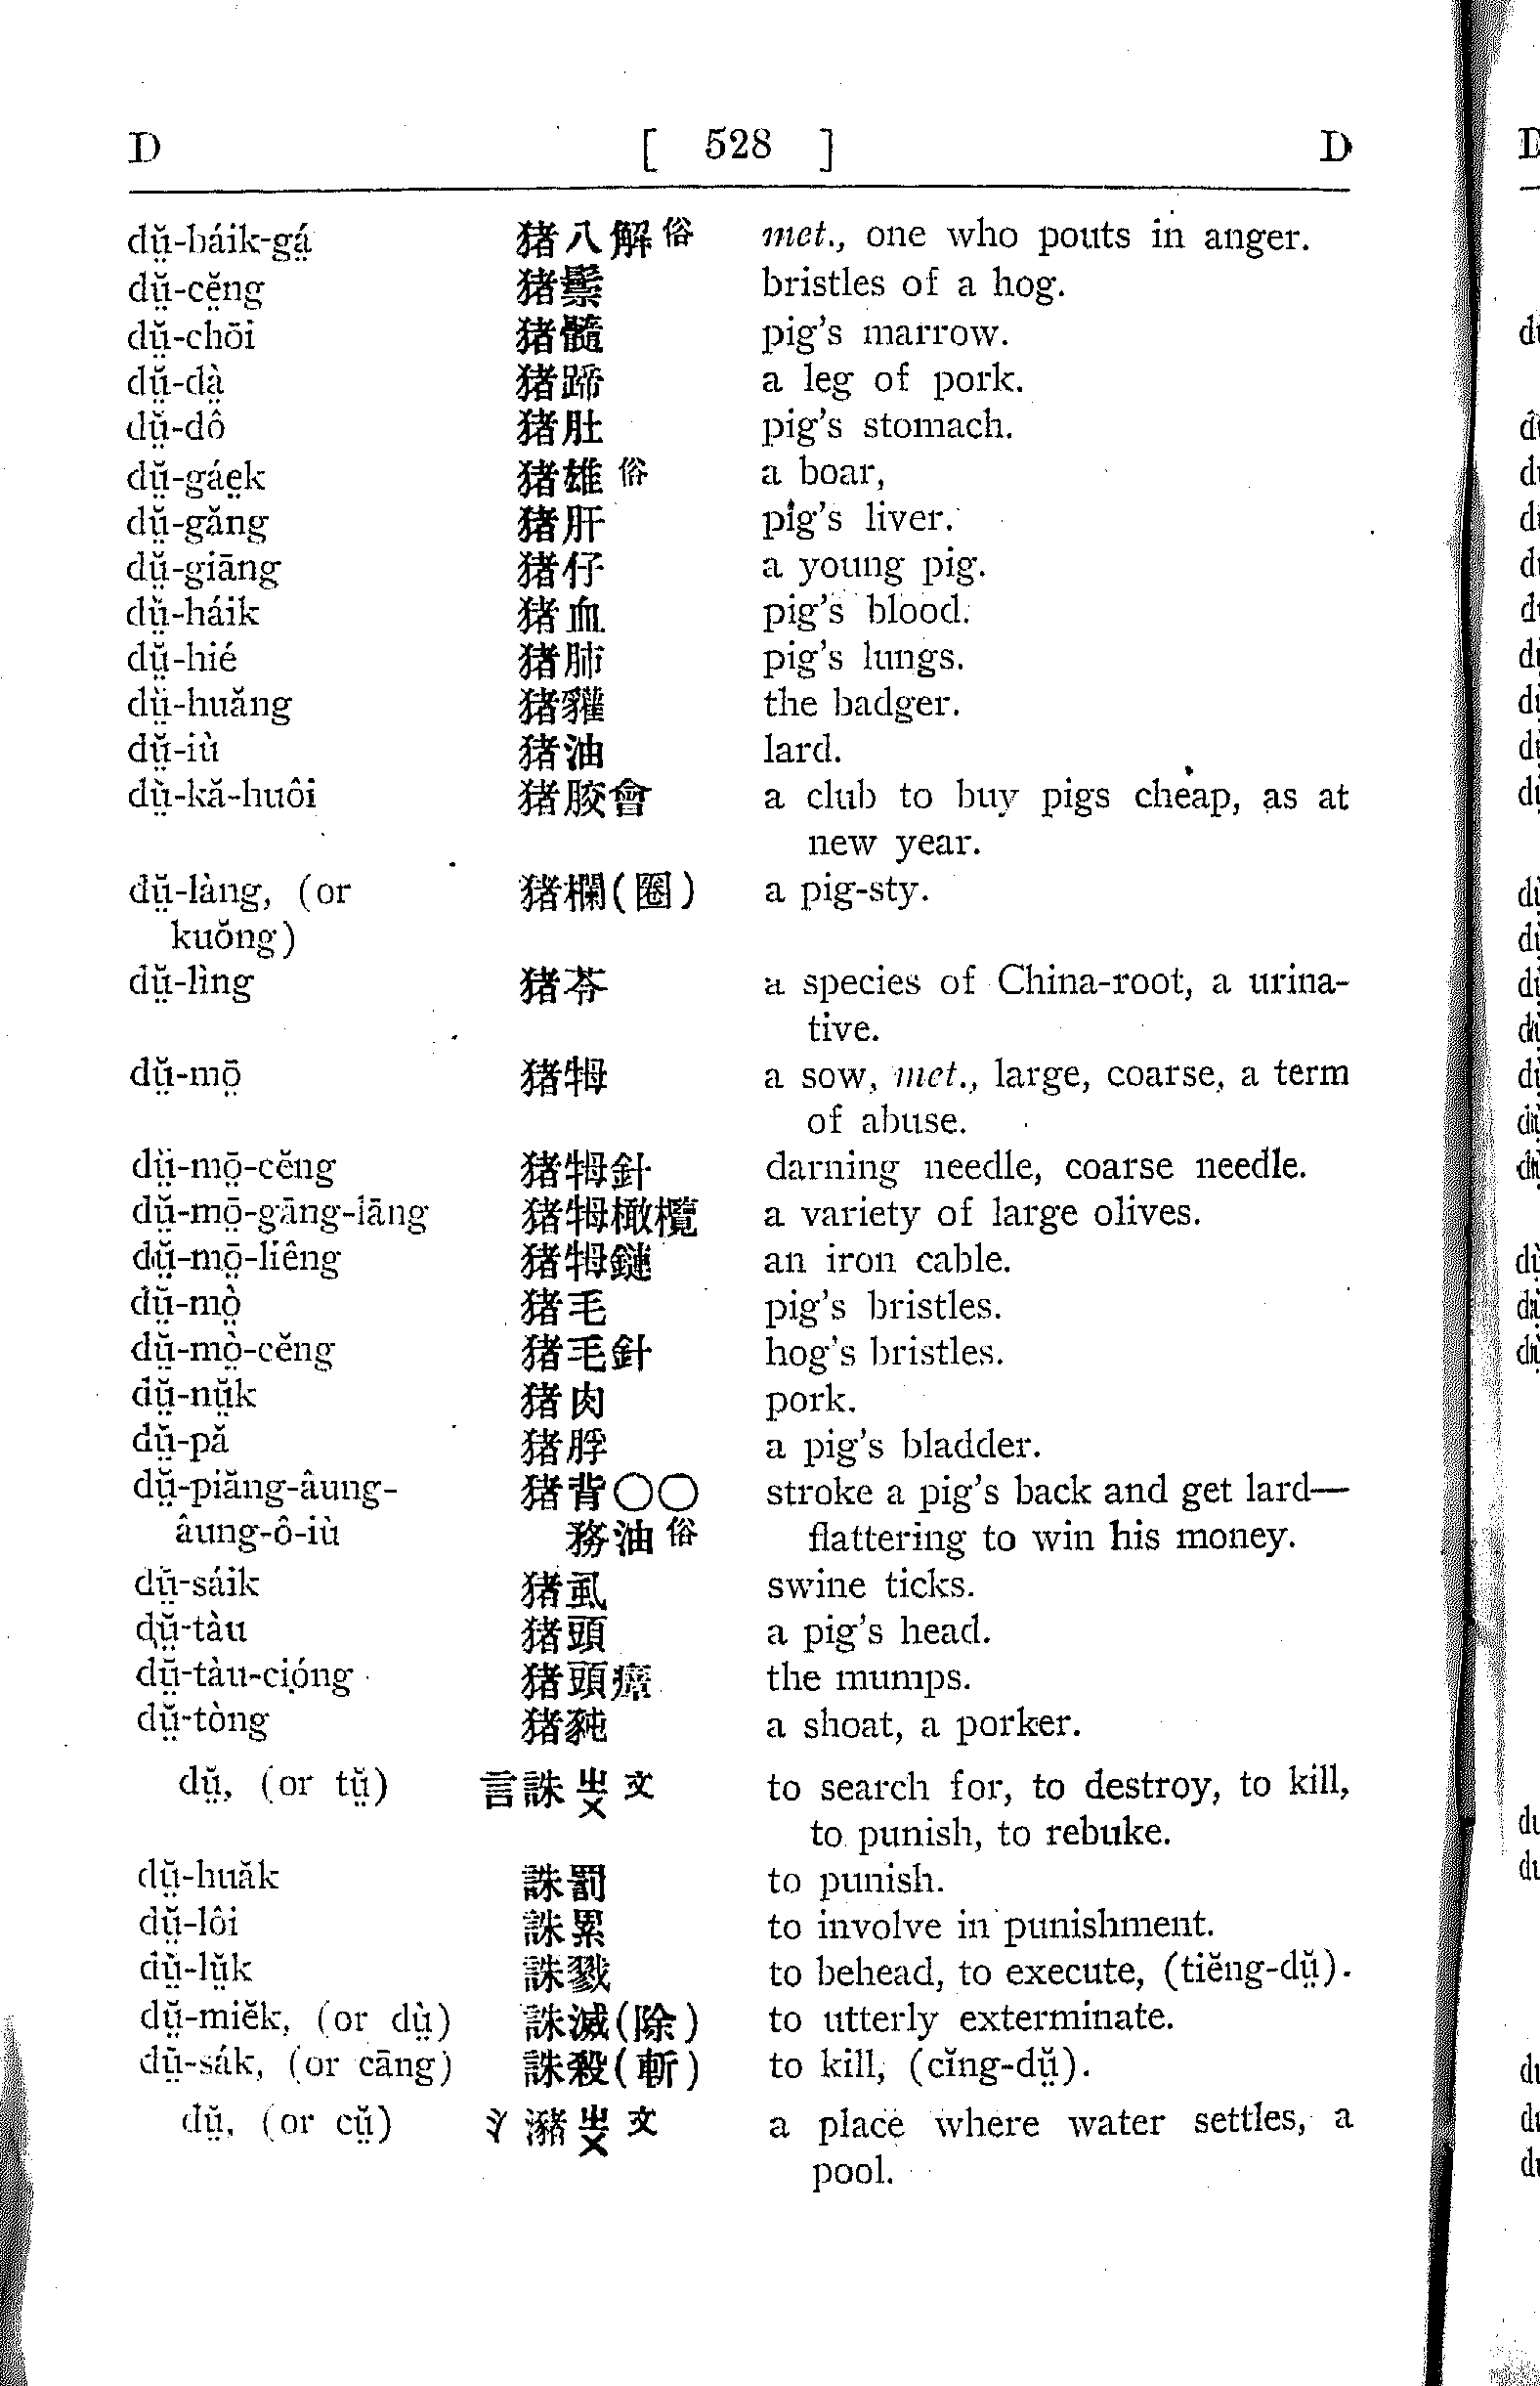 D [ 528 ] D
dṳ̆-báik-gá̤ 猪八解俗 met., one who pouts in anger.
dṳ̆-cĕ̤ng 猪鬃 bristles of a hog.
dṳ̆-chōi 猪髓 pig's marrow.
dṳ̆-dà̤ 猪蹄 a leg of pork.
dṳ̆-dô 猪肚 pig's stomach.
dṳ̆-gáe̤k 猪雄俗 a boar,
dṳ̆-găng 猪肝 pig's liver.
dṳ̆-giāng 猪仔 a young pig.
dṳ̆-háik 猪血 pig's blood.
dṳ̆-hié 猪肺 pig's lungs.
dṳ̆-huăng 猪貛 the badger.
dṳ̆-iù 猪油 lard.
dṳ̆-kă-huôi 猪胶會 a club to buy pigs cheap, as at
new year.
dṳ̆-làng, (or 猪欄(圈) a pig-sty.
kuŏng)
dṳ̆-lìng 猪苓 a species of China-root, a urina-
tive.
dṳ̆-mō̤ 猪牳 a sow, met., large, coarse, a term
of abuse.
dṳ̆-mō̤-cĕng 猪牳針 darning needle, coarse needle.
dṳ̆-mō̤-gāng-lāng 猪牳橄欖 a variety of large olives.
dṳ̆-mō̤-liêng 猪牳鏈 an iron cable.
dṳ̆-mò̤ 猪毛 pig's bristles.
dṳ̆-mò̤-cĕng 猪毛針 hog's bristles.
dṳ̆-nṳ̆k 猪肉 pork.
dṳ̆-pă 猪脬 a pig's bladder.
dṳ̆-piăng-âung- 猪背〇〇 stroke a pig's back and get lard—
âung-ô-iù 務油俗 flattering to win his money.
dṳ̆-sáik 猪虱 swine ticks.
dṳ̆-tàu 猪頭 a pig's head.
dṳ̆-tàu-ciọ́ng 猪頭癀 the mumps.
dṳ̆-tòng 猪豘 a shoat, a porker.
dṳ̆, (or tṳ̆) 言誅ㄓㄨ文 to search for, to destroy, to kill,
to punish, to rebuke.
dṳ̆-huăk 誅罰 to punish.
dṳ̆-lôi 誅累 to involve in punishment.
dṳ̆-lṳ̆k 誅戮 to behead, to execute, (tiĕng-dṳ̆).
dṳ̆-miĕk, (or dṳ̀) 誅滅(除) to utterly exterminate.
dṳ̆-sák, (or cāng) 誅殺(斬) to kill, (cĭng-dṳ̆).
dṳ̆, (or cṳ̆) 氵瀦ㄓㄨ文 a place where water settles, a
pool.